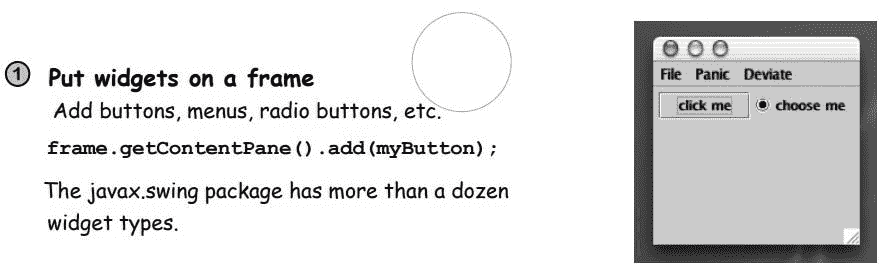 1 Put widgets on a frame
Add buttons, menus, radio buttons, etc.
frame.getContentPane().add(myButton);
The javax.swing package has more than a dozen
widget types.
File Panic Deviate
click me choose me